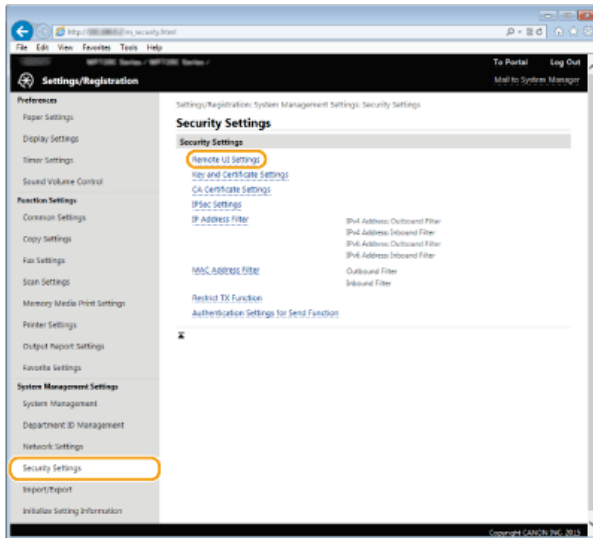 http://
m_security.html
File Edit View Favorites Tools Help
To Portal Log Out
Settings/Registration
Mail to System Manager
Preferences
Paper Settings
Display Settings
Timer Settings
Sound Volume Control
Function Settings
Common Settings
Copy Settings
Fax Settings
Scan Settings
Memory Media Print Settings
Printer Settings
Output Report Settings
Favorite Settings
System Management Settings
System Management
Department ID Management
Network Settings
Security Settings
Import/Export
Initialize Setting Information
Settings/Registration: System Management Settings: Security Settings
Security Settings
Security Settings
Remote UI Settings
Key and Certificate Settings
CA Certificate Settings
IPSec Settings
IP Address Filter
IPv4 Address: Outbound Filter
IPv4 Address: Inbound Filter
IPv6 Address: Outbound Filter
IPv6 Address: Inbound Filter
MAC Address Filter
Outbound Filter
Inbound Filter
Restrict TX Function
Authentication Settings for Send Function
Copyright CANON INC. 2015